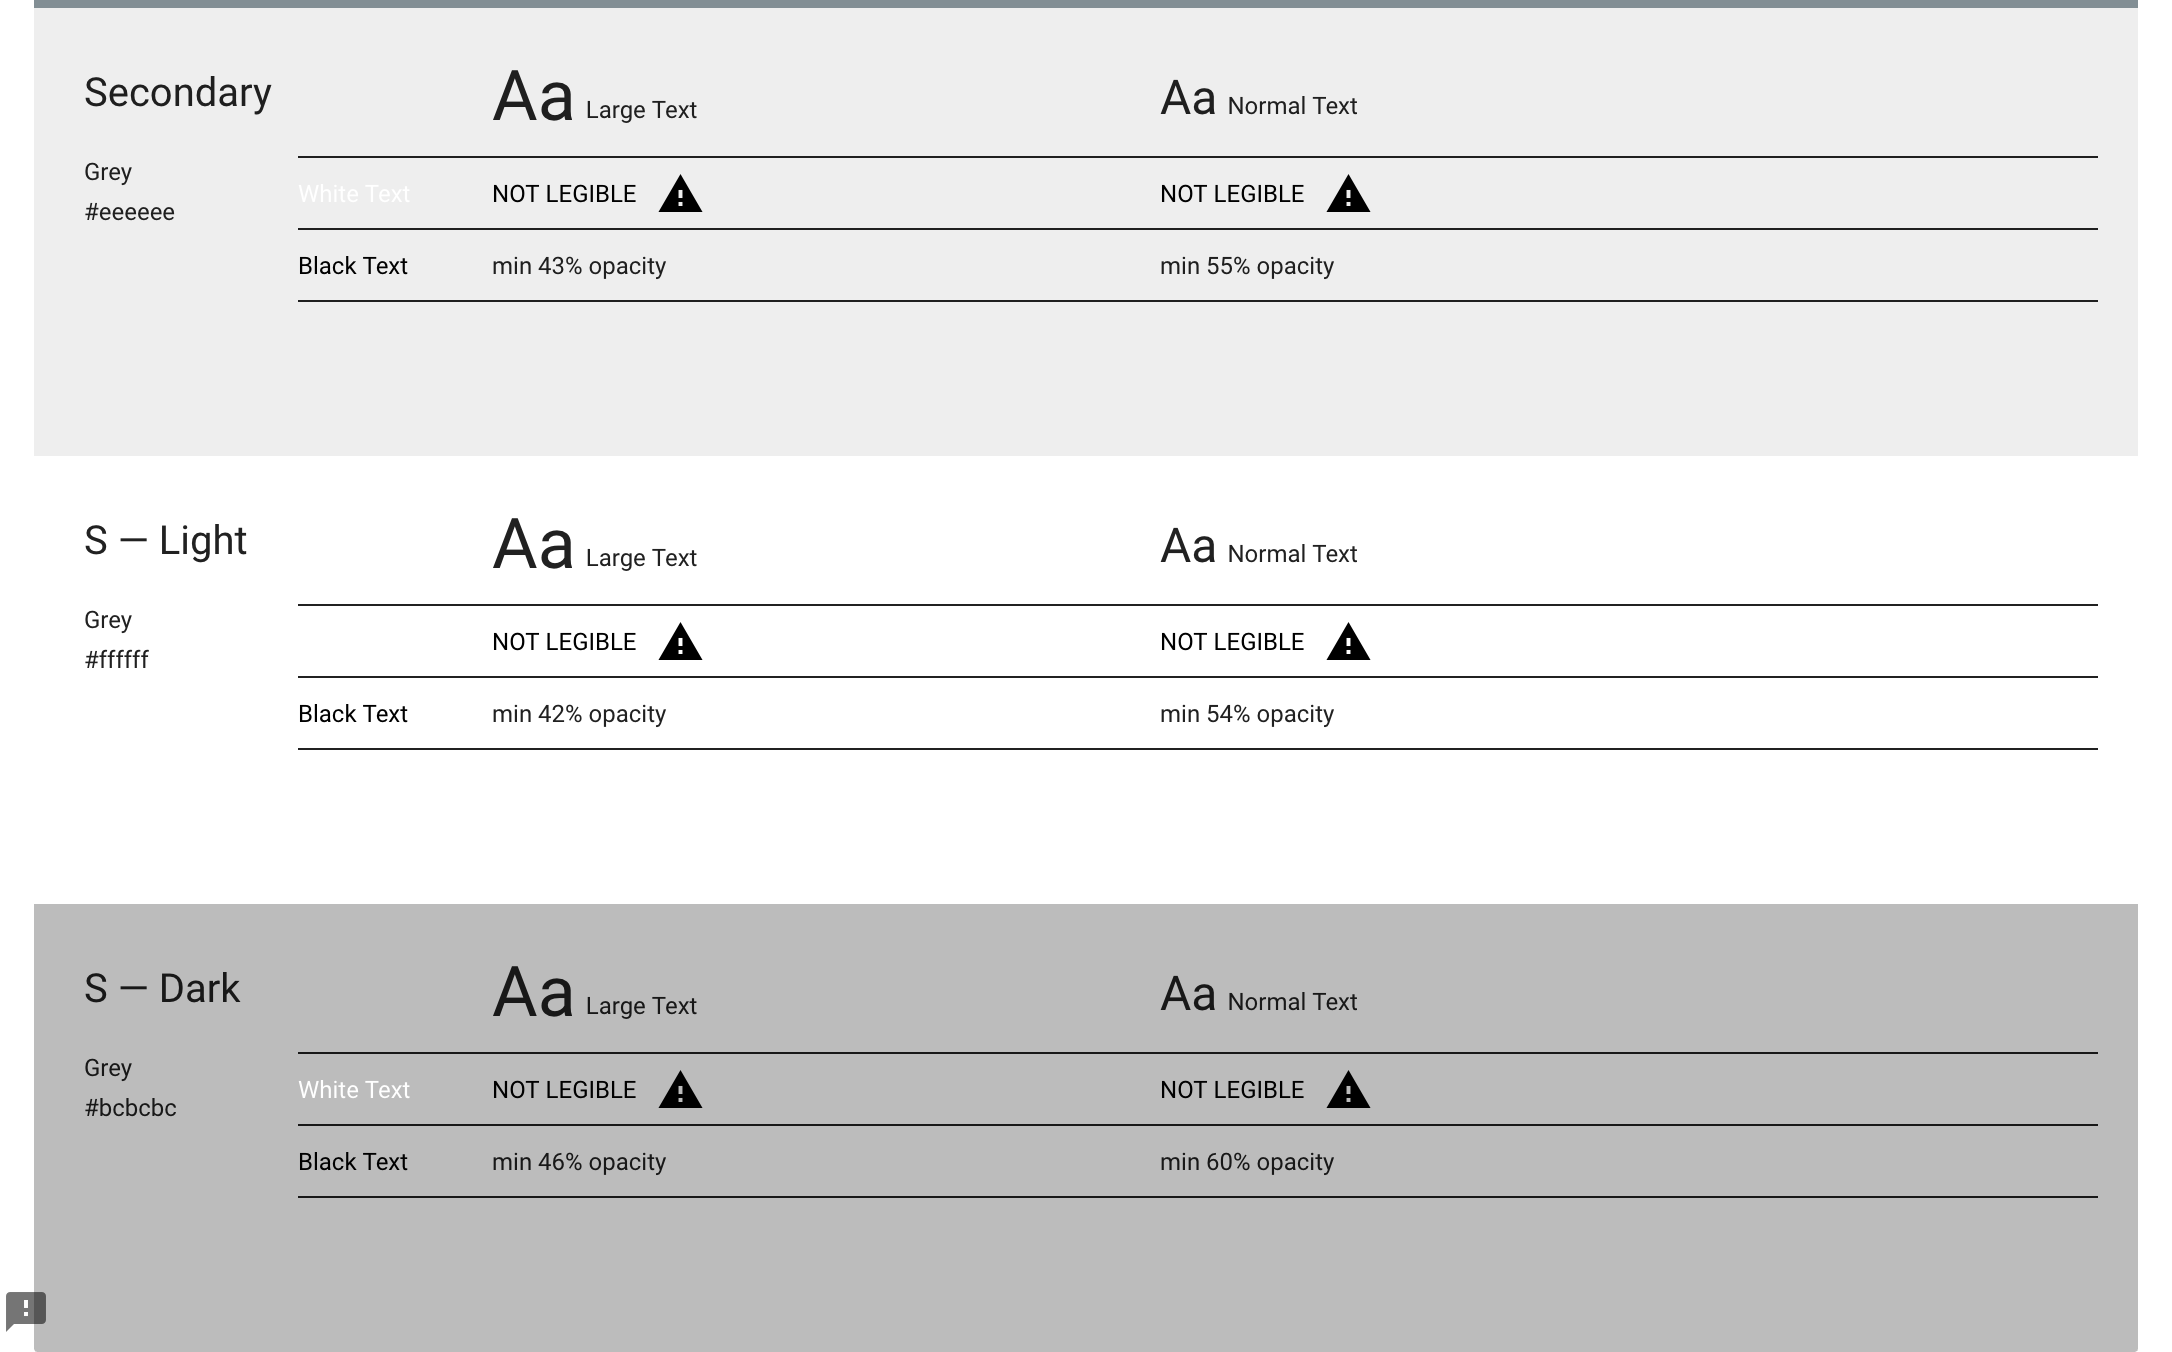 Secondary
Aa Large Text
Aa Normal Text
Grey
#eeeeee
White Text NOT LEGIBLE NOT LEGIBLE
Black Text min 43% opacity min 55% opacity
S — Light
Aa Large Text
Aa Normal Text
Grey
#ffffff
NOT LEGIBLE NOT LEGIBLE
Black Text min 42% opacity min 54% opacity
S — Dark
Aa Large Text
Aa Normal Text
Grey
#bcbcbc
White Text NOT LEGIBLE NOT LEGIBLE
Black Text min 46% opacity min 60% opacity